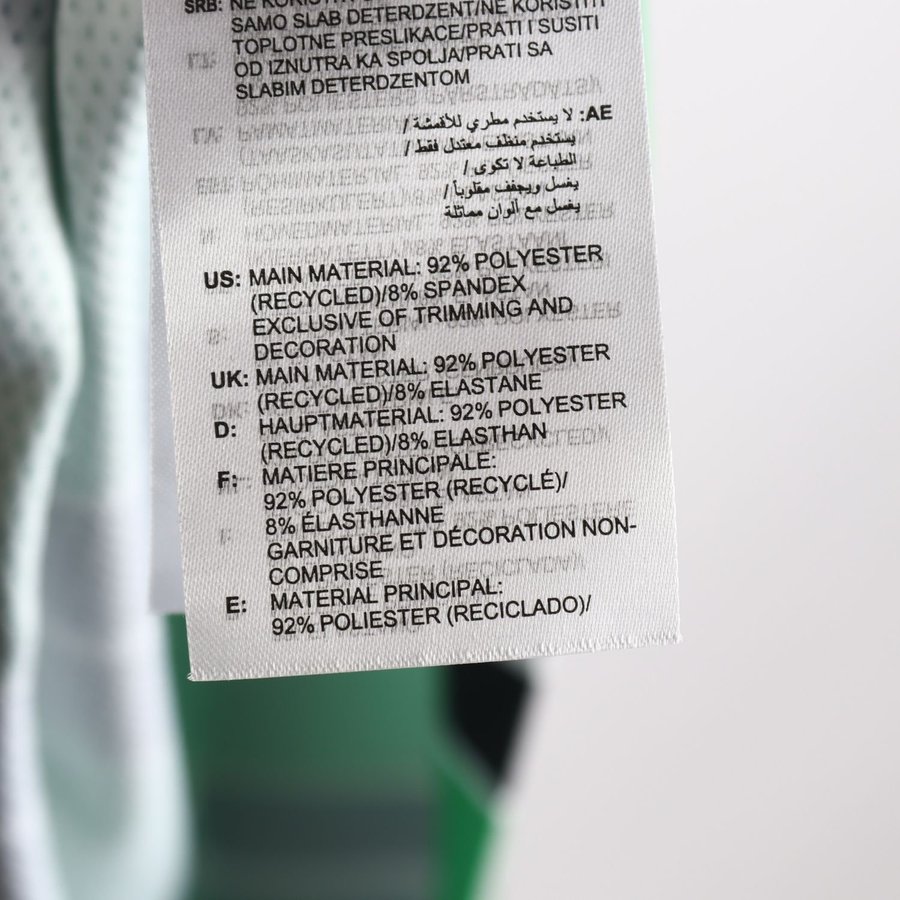 SRB: NE KORISTITI
SAMO SLAB DETERDZENT/NE KORISTITI
TOPLOTNE PRESLIKACE/PRATI I SUSITI
OD IZNUTRA KA SPOLJA/PRATI SA
SLABIM DETERDZENTOM
AE: لا يستخدم مطري للأقمشة /
يستخدم منظف معتدل فقط /
الطباعة لا تكوى /
يغسل ويجفف مقلوباً /
يغسل مع ألوان مماثلة
US: MAIN MATERIAL: 92% POLYESTER
(RECYCLED)/8% SPANDEX
EXCLUSIVE OF TRIMMING AND
DECORATION
UK: MAIN MATERIAL: 92% POLYESTER
(RECYCLED)/8% ELASTANE
D: HAUPTMATERIAL: 92% POLYESTER
(RECYCLED)/8% ELASTHAN
F: MATIERE PRINCIPALE:
92% POLYESTER (RECYCLÉ)/
8% ÉLASTHANNE
GARNITURE ET DÉCORATION NON-
COMPRISE
E: MATERIAL PRINCIPAL:
92% POLIESTER (RECICLADO)/